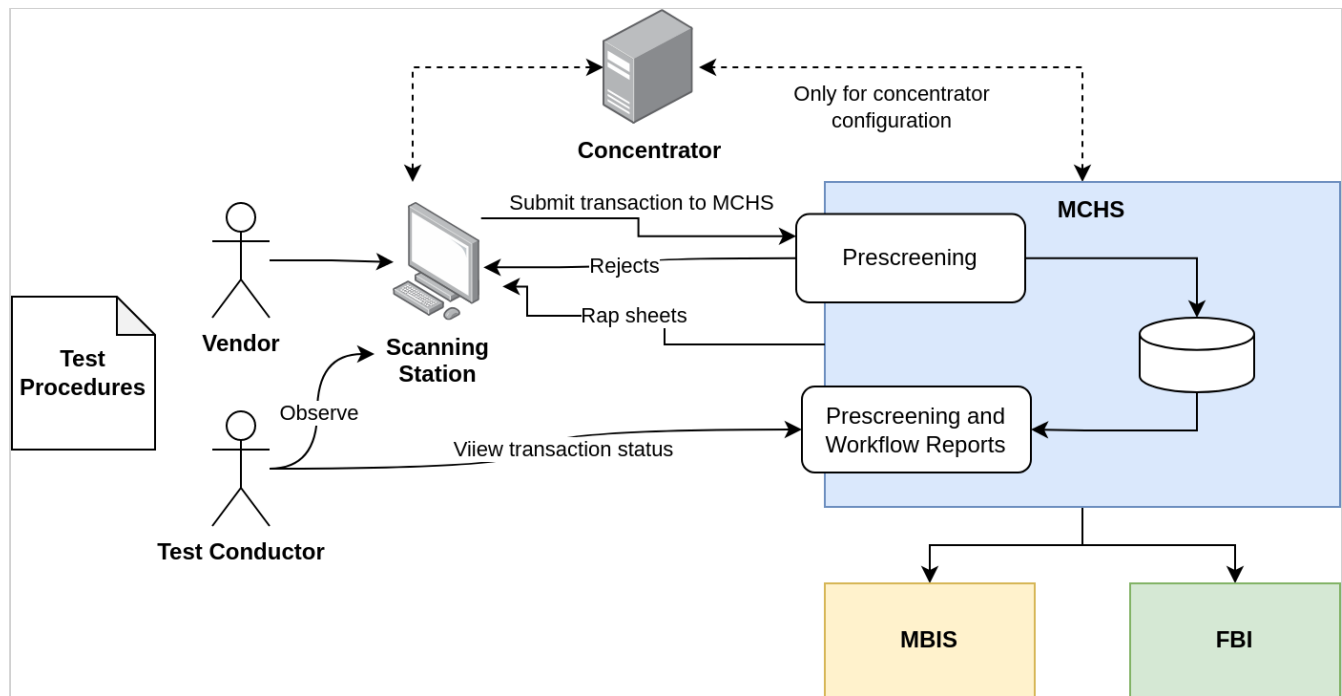 Only for concentrator
configuration
Concentrator
Submit transaction to MCHS
MCHS
Prescreening
Rejects
Rap sheets
Vendor
Scanning
Station
Test
Procedures
Observe
Viiew transaction status
Prescreening and
Workflow Reports
Test Conductor
MBIS
FBI